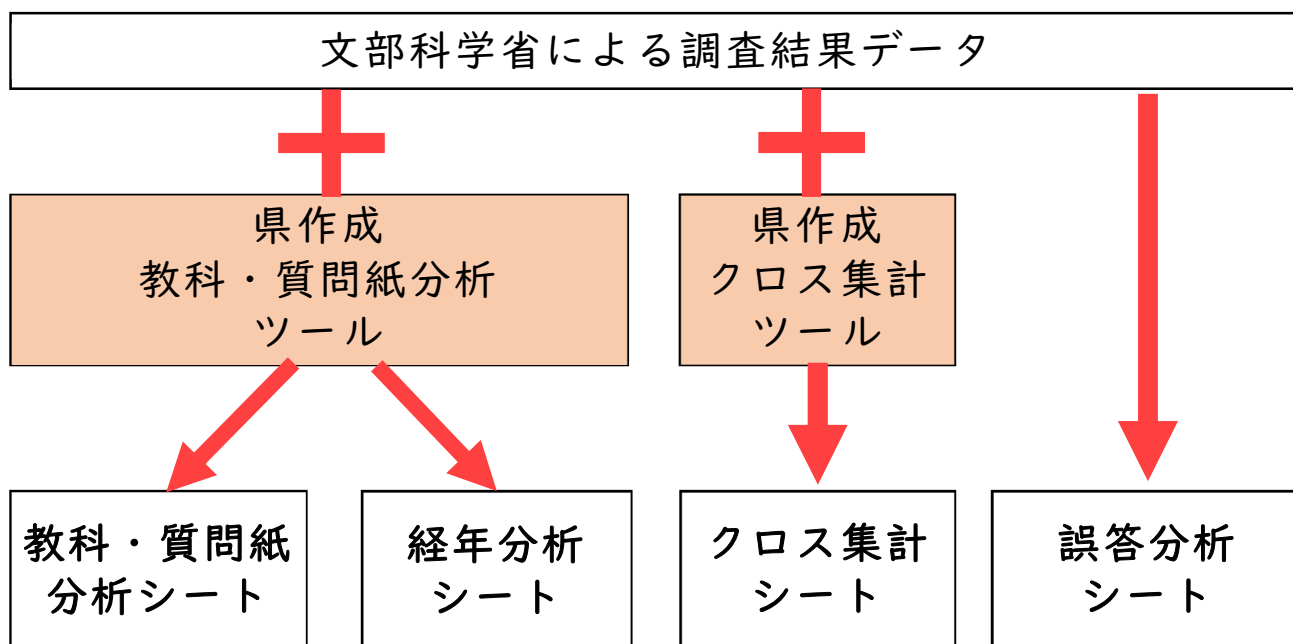 文部科学省による調査結果データ
県作成
教科・質問紙分析
ツール
県作成
クロス集計
ツール
教科・質問紙
分析シート
経年分析
シート
クロス集計
シート
誤答分析
シート